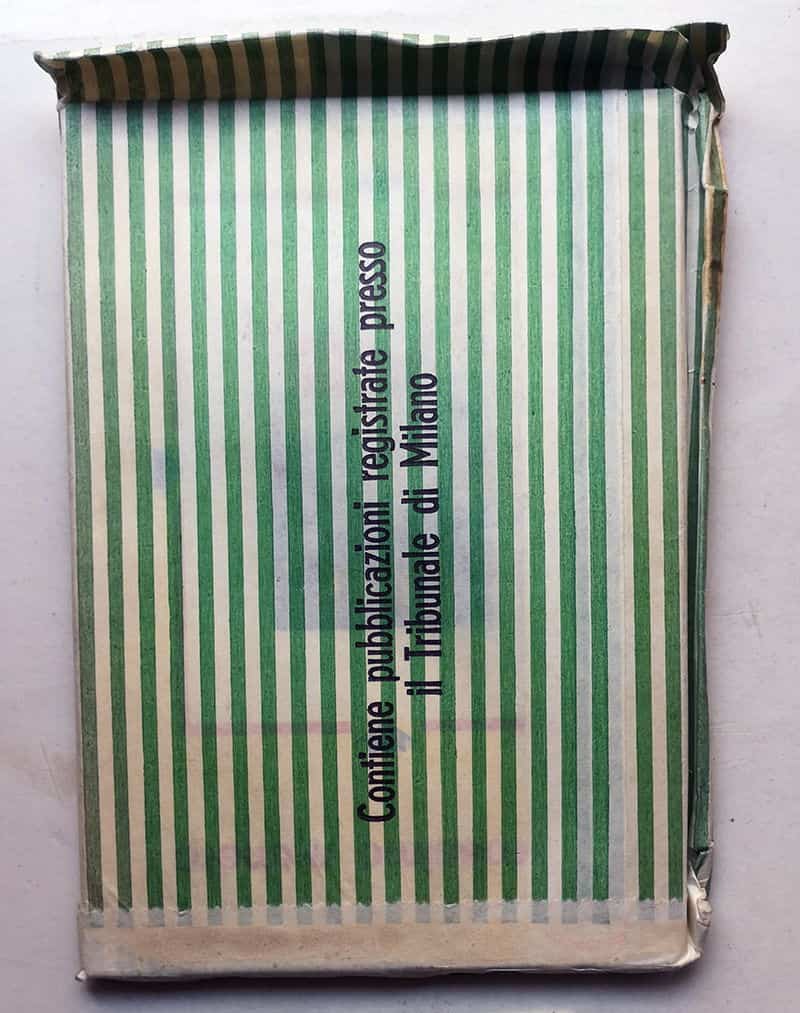 Contiene pubblicazioni registrate presso
il Tribunale di Milano